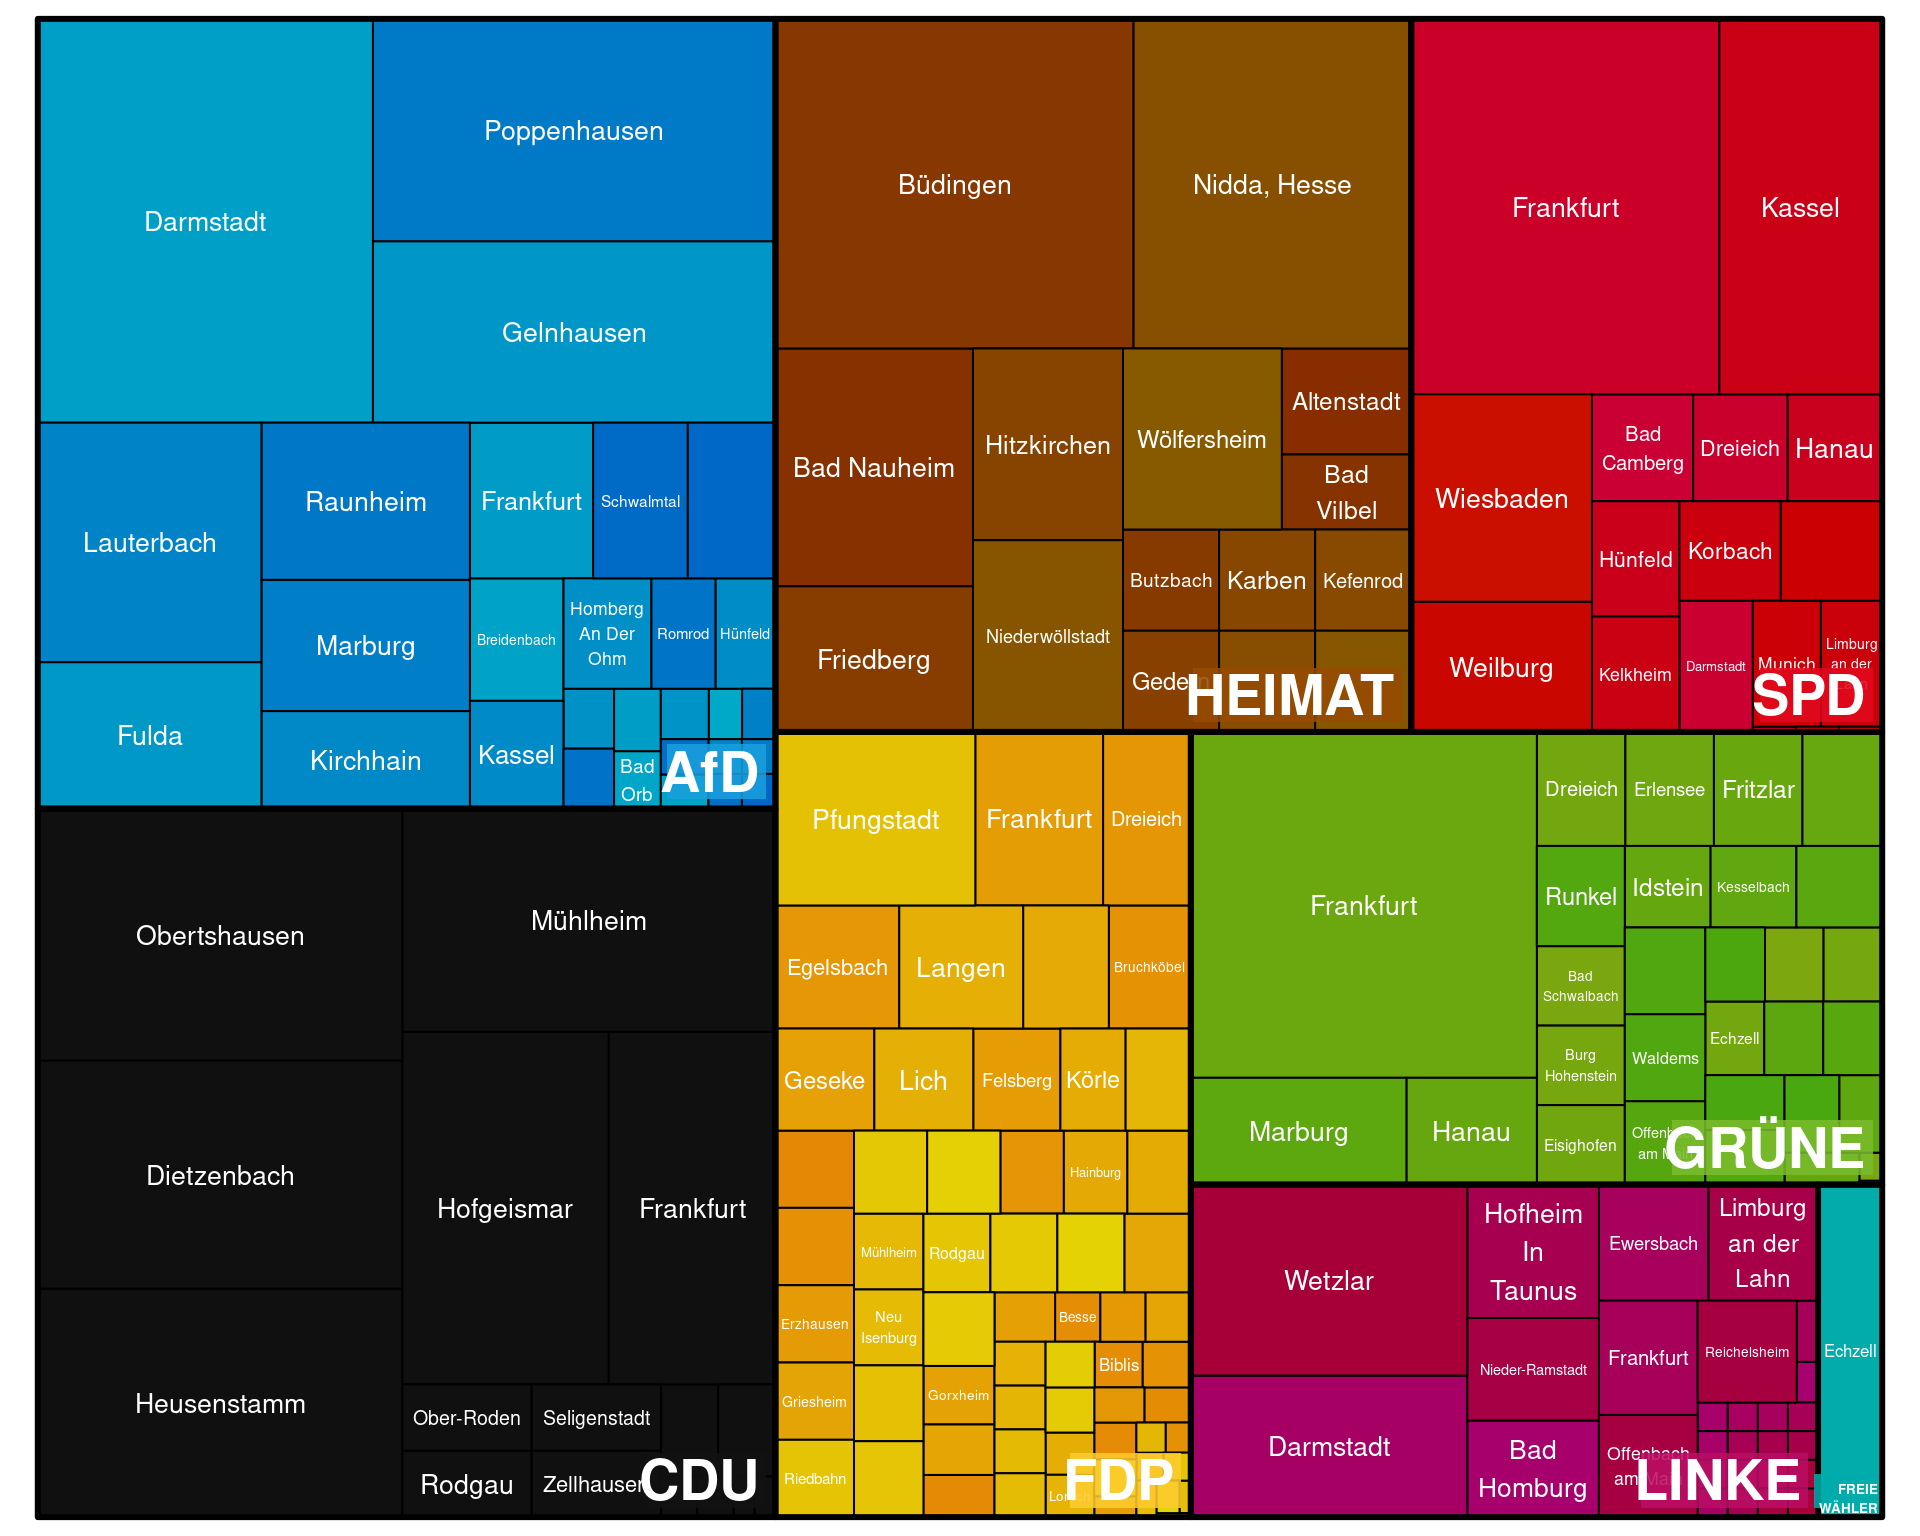 Darmstadt
Poppenhausen
Gelnhausen
Lauterbach
Fulda
Raunheim
Marburg
Kirchhain
Frankfurt
Schwalmtal
Breidenbach
Homberg
An Der
Ohm
Romrod
Hünfeld
Kassel
Bad
Orb
AfD
Büdingen
Nidda, Hesse
Bad Nauheim
Friedberg
Hitzkirchen
Niederwöllstadt
Wölfersheim
Altenstadt
Bad
Vilbel
Butzbach
Karben
Kefenrod
HEIMAT
Frankfurt
Kassel
Wiesbaden
Weilburg
Bad
Camberg
Dreieich
Hanau
Hünfeld
Korbach
Kelkheim
Darmstadt
Munich
Limburg
an der
SPD
Obertshausen
Mühlheim
Dietzenbach
Heusenstamm
Hofgeismar
Frankfurt
Ober-Roden
Seligenstadt
Rodgau
Zellhausen
CDU
Pfungstadt
Frankfurt
Dreieich
Egelsbach
Langen
Bruchköbel
Geseke
Lich
Felsberg
Körle
Hainburg
Mühlheim
Rodgau
Erzhausen
Neu
Isenburg
Besse
Biblis
Griesheim
Gorxheim
Riedbahn
FDP
Frankfurt
Marburg
Hanau
Dreieich
Erlensee
Fritzlar
Runkel
Idstein
Kesselbach
Bad
Schwalbach
Echzell
Burg
Hohenstein
Waldems
Eisighofen
am
GRÜNE
Wetzlar
Darmstadt
Hofheim
In
Taunus
Nieder-Ramstadt
Bad
Homburg
Ewersbach
Limburg
an der
Lahn
Frankfurt
Reichelsheim
Offenbach
am Main
LINKE
Echzell
FREIE
WÄHLER